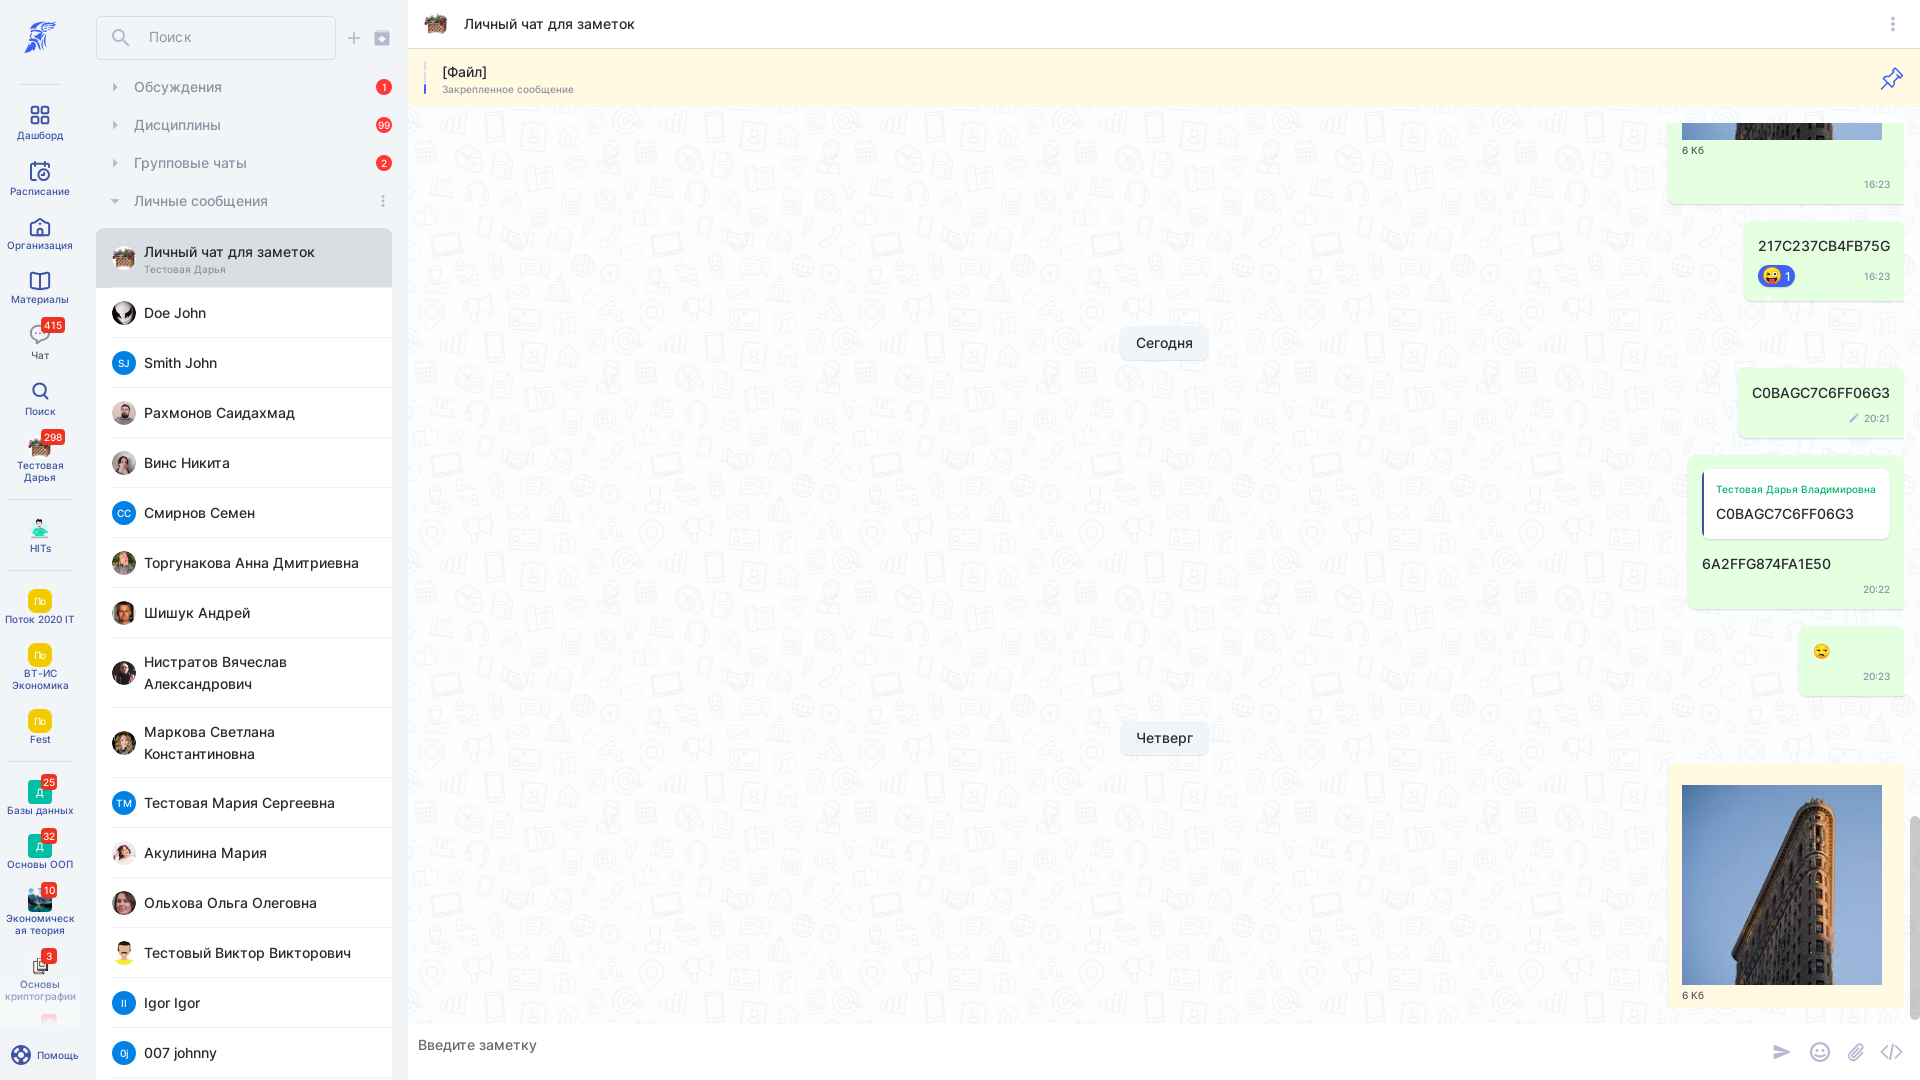 Дашборд
Расписание
Организация
Материалы
415
Чат
Поиск
298
Тестовая
Дарья
HITs
По
Поток 2020 IT
По
ВТ-ИС
Экономика
По
Fest
25
Д
Базы данных
32
Д
Основы ООП
10
Экономическ
ая теория
3
Основы
криптографии
Помощь
Поиск
Обсуждения
1
Дисциплины
99
Групповые чаты
2
Личные сообщения
Личный чат для заметок
Тестовая Дарья
Doe John
SJ
Smith John
Рахмонов Саидахмад
Винс Никита
СС
Смирнов Семен
Торгунакова Анна Дмитриевна
Шишук Андрей
Нистратов Вячеслав
Александрович
Маркова Светлана
Константиновна
ТМ
Тестовая Мария Сергеевна
Акулинина Мария
Ольхова Ольга Олеговна
Тестовый Виктор Викторович
II
Igor Igor
0j
007 johnny
Личный чат для заметок
[Файл]
Закрепленное сообщение
6 Кб
16:23
217C237CB4FB75G
1
16:23
Сегодня
C0BAGC7C6FF06G3
20:21
Тестовая Дарья Владимировна
C0BAGC7C6FF06G3
6A2FFG874FA1E50
20:22
20:23
Четверг
6 Кб
Введите заметку